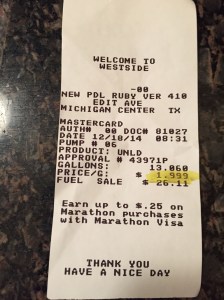 WELCOME TO
WESTSIDE
-00
NEW PDL RUBY VER 410
EDIT AVE
MICHIGAN CENTER TX
MASTERCARD
AUTH# 00 DOC# 01027
DATE 12/10/14 08:31
PUMP # 06
PRODUCT: UNLD
APPROVAL # 43971P
GALLONS: 13.060
PRICE/G: $ 1.999
FUEL SALE $ 26.11
Earn up to $.25 on
Marathon purchases
with Marathon Visa
THANK YOU
HAVE A NICE DAY